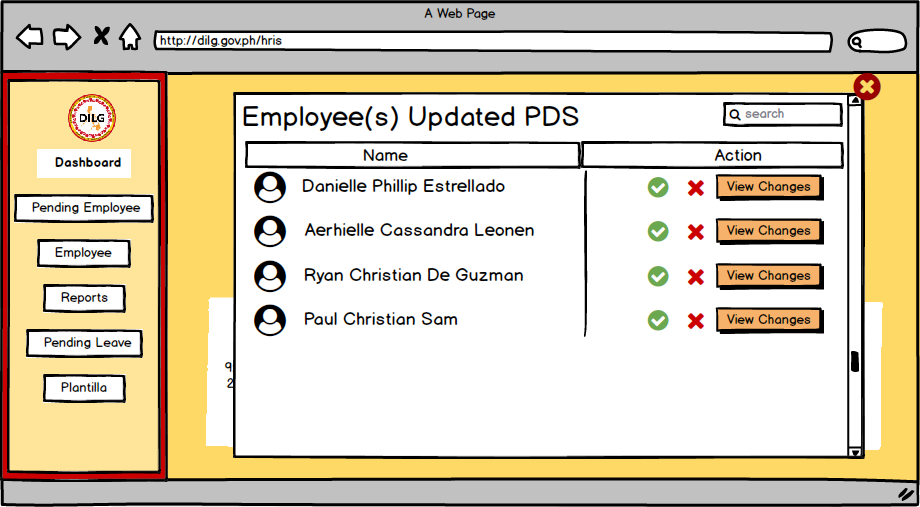 A Web Page
http://dilg.gov.ph/hris
DILG
Dashboard
Pending Employee
Employee
Reports
Pending Leave
Plantilla
Employee(s) Updated PDS
search
Name Action
Danielle Phillip Estrellado View Changes
Aerhielle Cassandra Leonen View Changes
Ryan Christian De Guzman View Changes
Paul Christian Sam View Changes
9
2